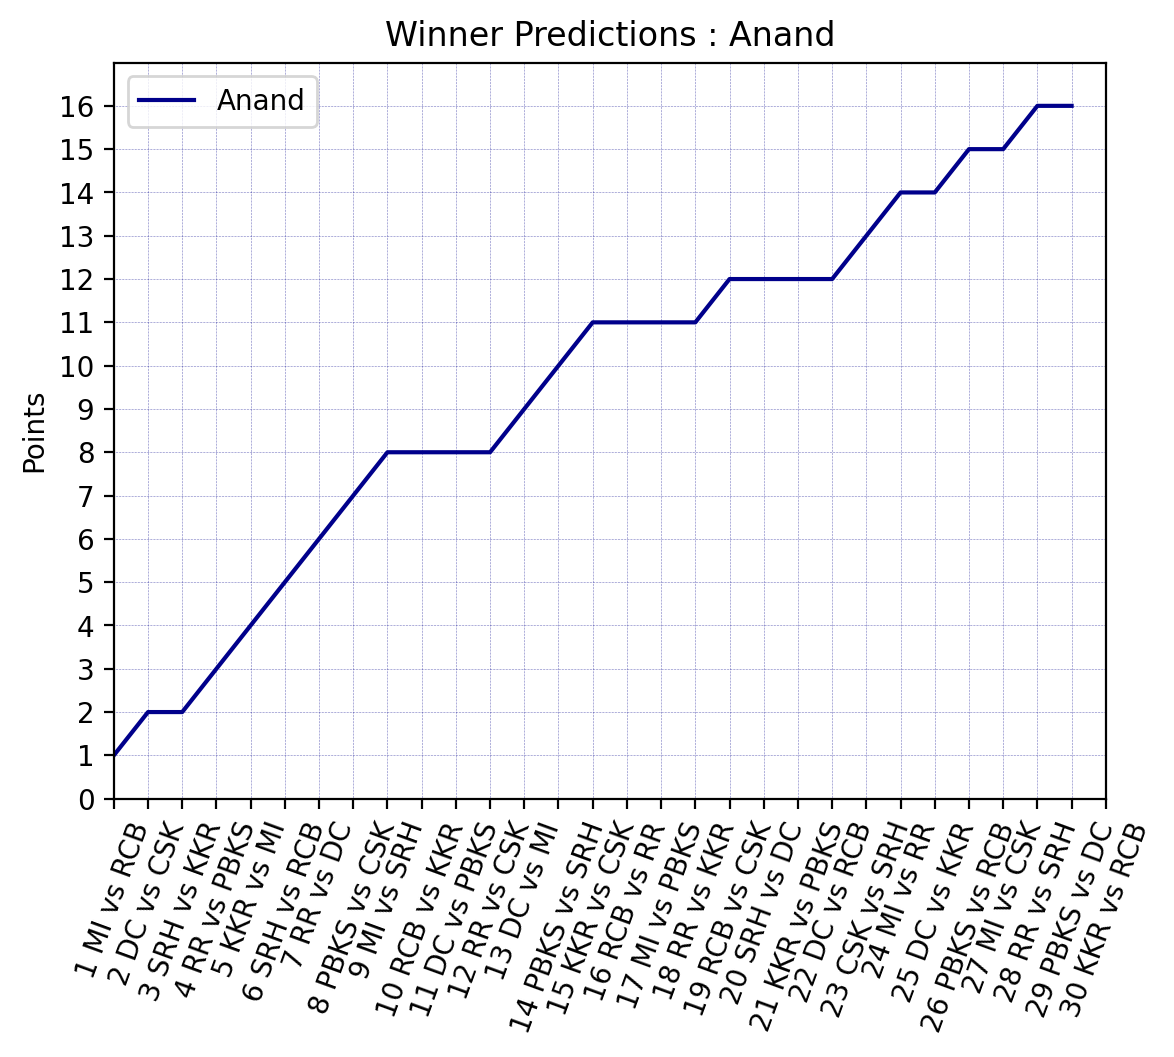 Winner Predictions : Anand
Anand
Points
16
15
14
13
12
11
10
9
8
7
6
5
4
3
2
1
0
1 MI vs RCB
2 DC vs CSK
3 SRH vs KKR
4 RR vs PBKS
5 KKR vs MI
6 SRH vs RCB
7 RR vs DC
8 PBKS vs CSK
9 MI vs SRH
10 RCB vs KKR
11 DC vs PBKS
12 RR vs CSK
13 DC vs MI
14 PBKS vs SRH
15 KKR vs CSK
16 RCB vs RR
17 MI vs PBKS
18 RR vs KKR
19 RCB vs CSK
20 SRH vs DC
21 KKR vs PBKS
22 DC vs RCB
23 CSK vs SRH
24 MI vs RR
25 DC vs KKR
26 PBKS vs RCB
27 MI vs CSK
28 RR vs SRH
29 PBKS vs DC
30 KKR vs RCB